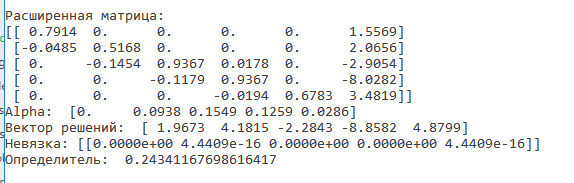 Расширенная матрица:
[[ 0.7914 0. 0. 0. 0. 1.5569]
[-0.0485 0.5168 0. 0. 0. 2.0656]
[ 0. -0.1454 0.9367 0.0178 0. -2.9054]
[ 0. 0. -0.1179 0.9367 0. -8.0282]
[ 0. 0. 0. -0.0194 0.6783 3.4819]]
Alpha: [0. 0.0938 0.1549 0.1259 0.0286]
Вектор решений: [ 1.9673 4.1815 -2.2843 -8.8582 4.8799]
Невязка: [[0.0000e+00 4.4409e-16 0.0000e+00 0.0000e+00 4.4409e-16]]
Определитель: 0.24341167698616417